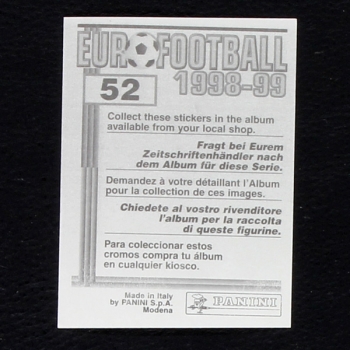 EUROFOOTBALL
1998-99
52
Collect these stickers in the album
available from your local shop.
Fragt bei Eurem
Zeitschriftenhändler nach
dem Album für diese Serie.
Demandez à votre détaillant l'Album
pour la collection de ces images.
Chiedete al vostro rivenditore
l'album per la raccolta
di queste figurine.
Para coleccionar estos
cromos compra tu álbum
en cualquier kiosco.
Made in Italy
by PANINI S.p.A.
Modena
PANINI